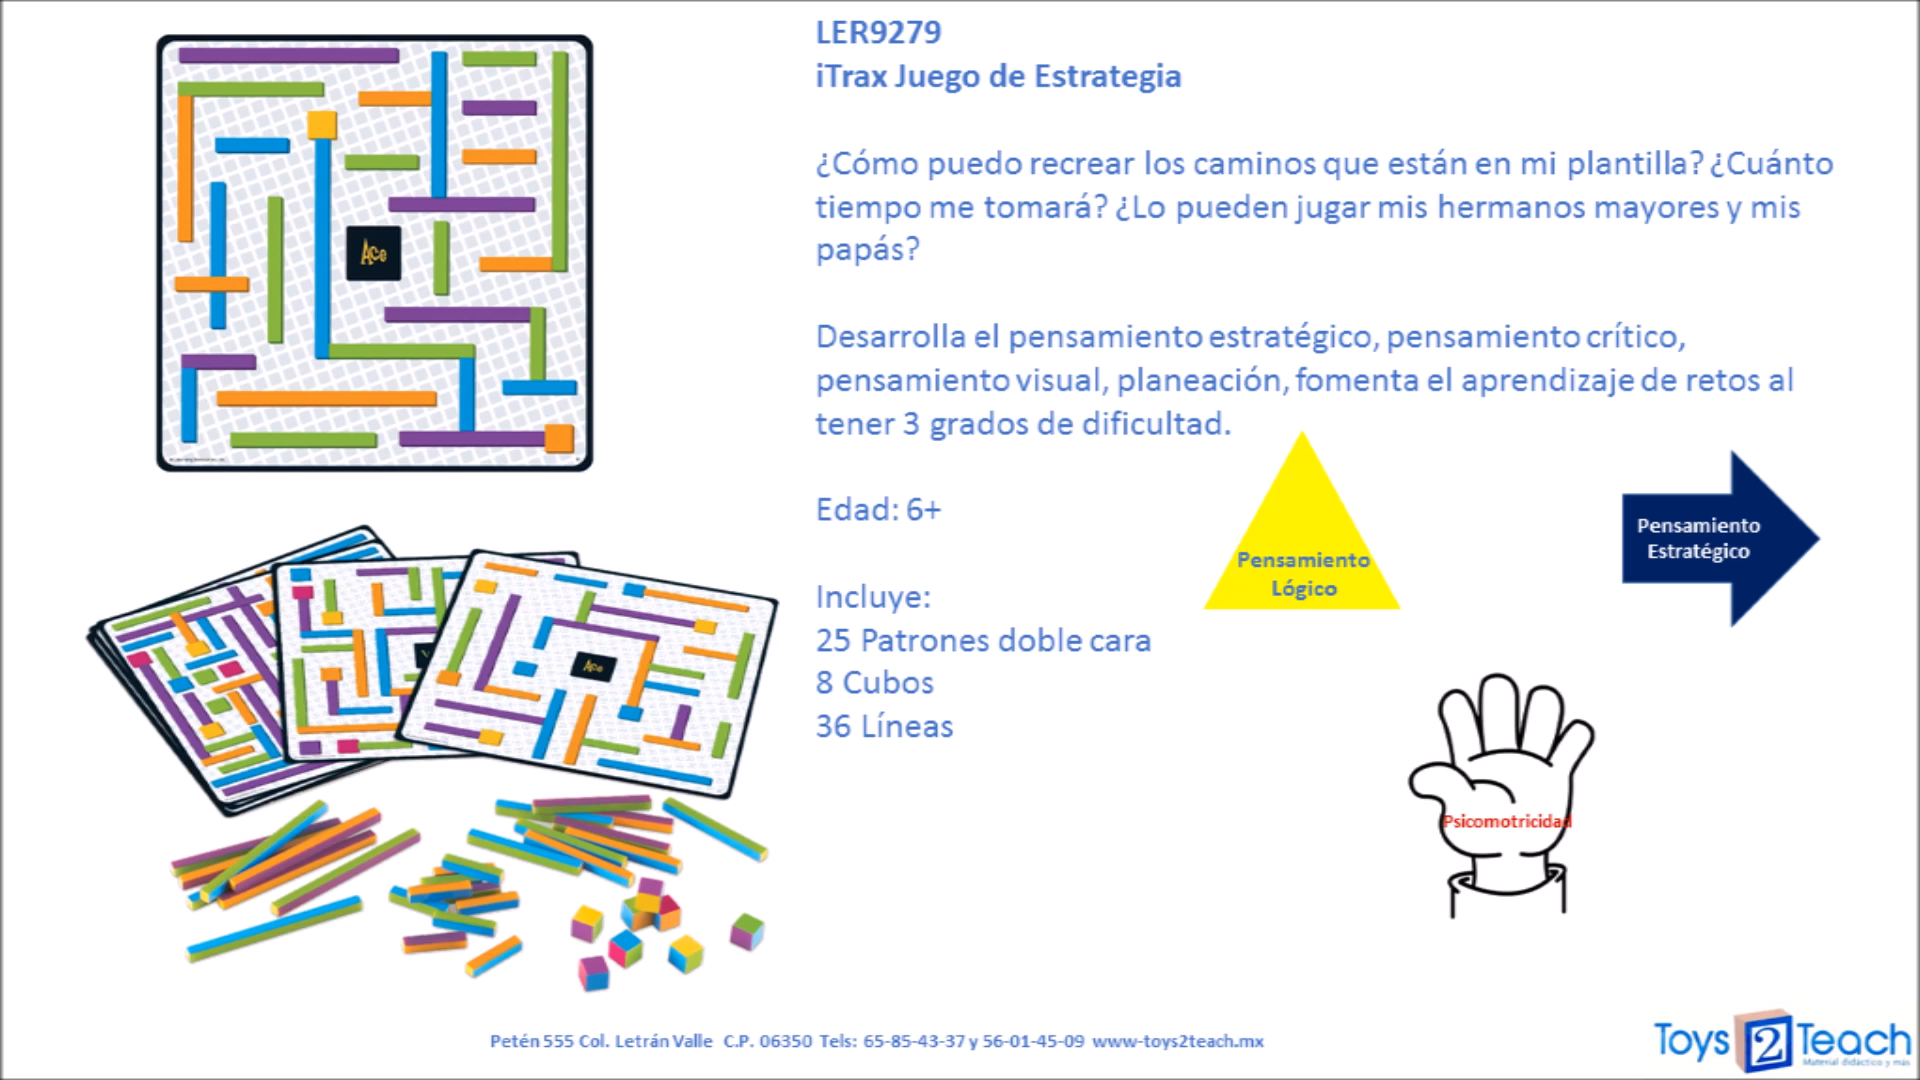 LER9279
iTrax Juego de Estrategia
¿Cómo puedo recrear los caminos que están en mi plantilla? ¿Cuánto
tiempo me tomará? ¿Lo pueden jugar mis hermanos mayores y mis
papás?
Ace
Desarrolla el pensamiento estratégico, pensamiento crítico,
pensamiento visual, planeación, fomenta el aprendizaje de retos al
tener 3 grados de dificultad.
Edad: 6+
Pensamiento
Lógico
Pensamiento
Estratégico
Incluye:
25 Patrones doble cara
8 Cubos
36 Líneas
Ace
Psicomotricidad
Petén 555 Col. Letrán Valle C.P. 06350 Tels: 65-85-43-37 y 56-01-45-09 www-toys2teach.mx
Toys 2 Teach
Material didáctico y más